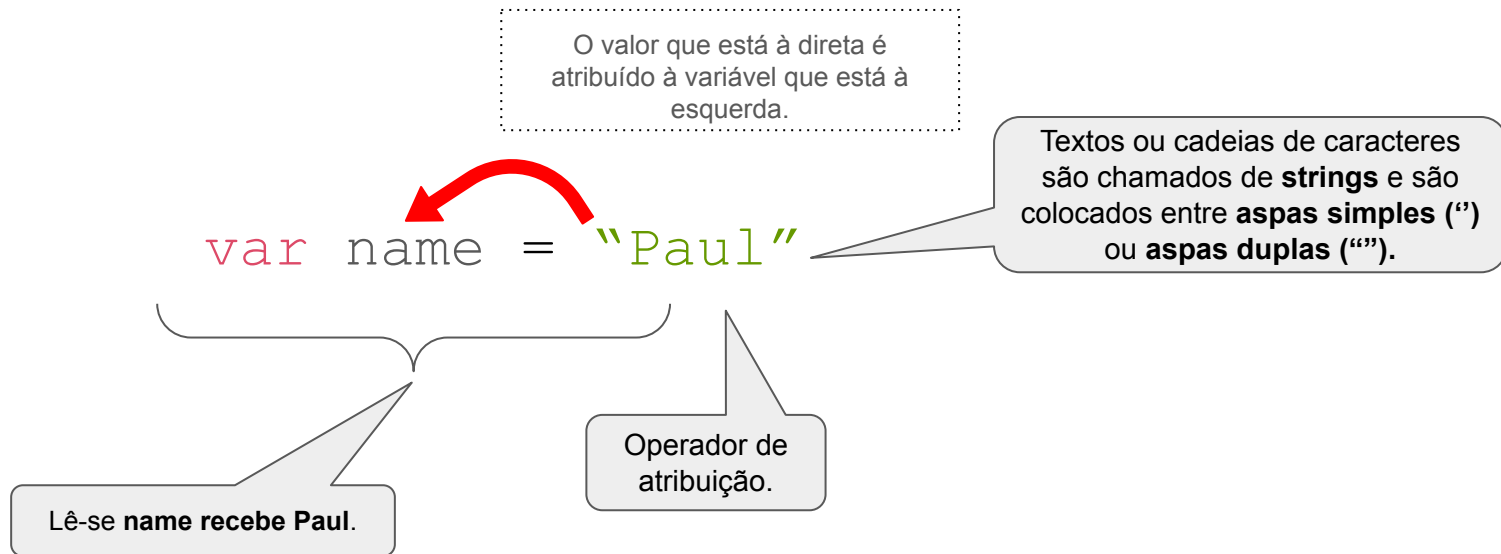 O valor que está à direta é
atribuído à variável que está à
esquerda.
Textos ou cadeias de caracteres
são chamados de strings e são
colocados entre aspas simples (‘’)
ou aspas duplas (“”).
var name = “Paul”
Operador de
atribuição.
Lê-se name recebe Paul.